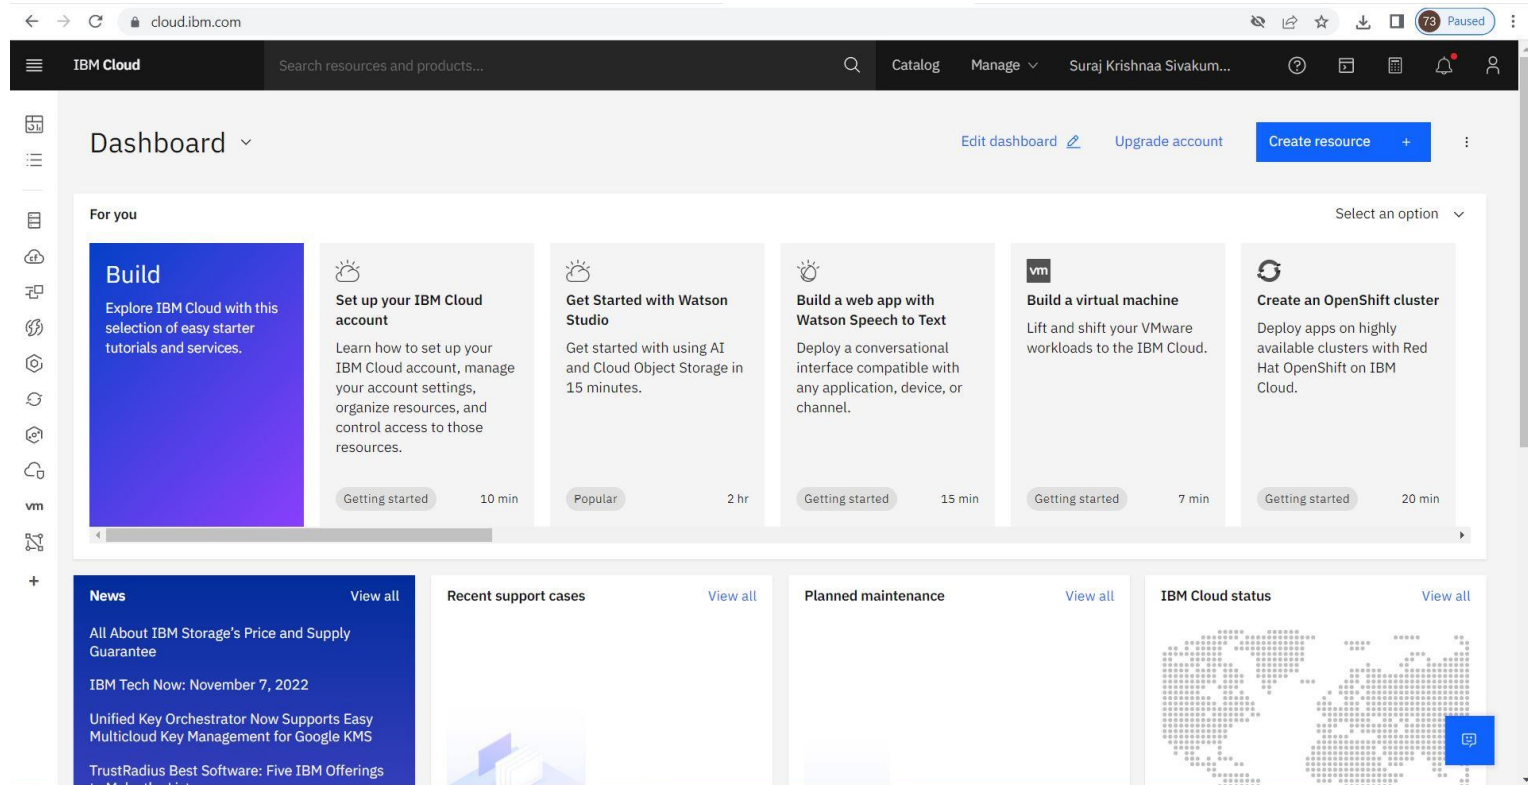 cloud.ibm.com
73 Paused
IBM Cloud
Search resources and products...
Catalog
Manage
Suraj Krishnaa Sivakum...
Dashboard
Edit dashboard
Upgrade account
Create resource +
For you
Select an option
Build
Explore IBM Cloud with this
selection of easy starter
tutorials and services.
Set up your IBM Cloud
account
Learn how to set up your
IBM Cloud account, manage
your account settings,
organize resources, and
control access to those
resources.
Getting started 10 min
Get Started with Watson
Studio
Get started with using AI
and Cloud Object Storage in
15 minutes.
Popular 2 hr
Build a web app with
Watson Speech to Text
Deploy a conversational
interface compatible with
any application, device, or
channel.
Getting started 15 min
vm
Build a virtual machine
Lift and shift your VMware
workloads to the IBM Cloud.
Getting started 7 min
Create an OpenShift cluster
Deploy apps on highly
available clusters with Red
Hat OpenShift on IBM
Cloud.
Getting started 20 min
cf
vm
+
News View all
All About IBM Storage's Price and Supply
Guarantee
IBM Tech Now: November 7, 2022
Unified Key Orchestrator Now Supports Easy
Multicloud Key Management for Google KMS
TrustRadius Best Software: Five IBM Offerings
Recent support cases View all
Planned maintenance View all
IBM Cloud status View all